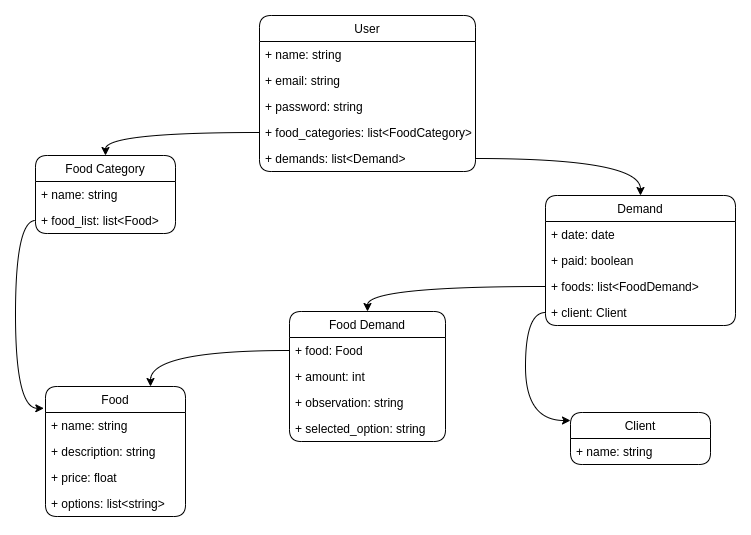 User
+ name: string
+ email: string
+ password: string
+ food_categories: list<FoodCategory>
+ demands: list<Demand>
Food Category
+ name: string
+ food_list: list<Food>
Demand
+ date: date
+ paid: boolean
+ foods: list<FoodDemand>
+ client: Client
Food Demand
+ food: Food
+ amount: int
+ observation: string
+ selected_option: string
Food
+ name: string
+ description: string
+ price: float
+ options: list<string>
Client
+ name: string